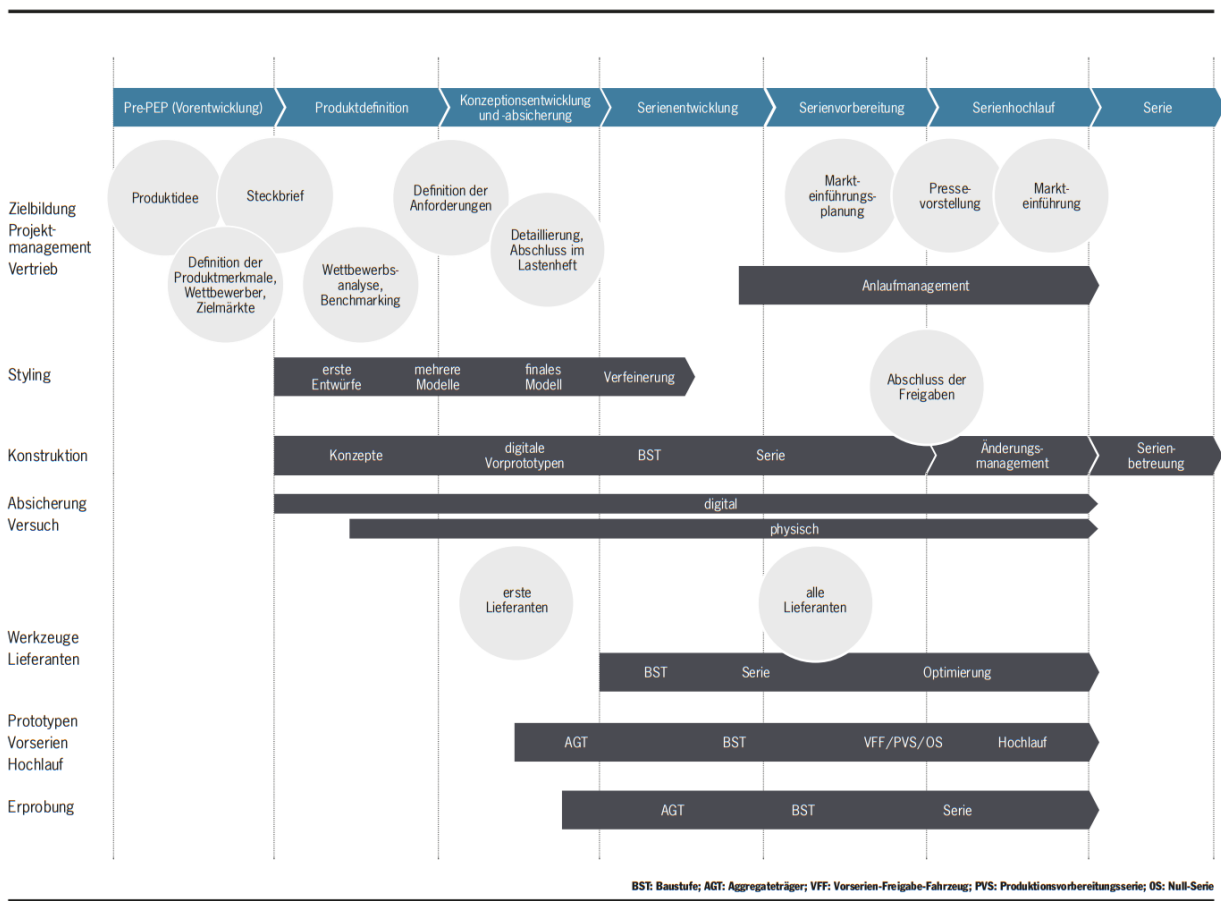 Pre-PEP (Vorentwicklung)
Produktdefinition
Konzeptionsentwicklung
und -absicherung
Serienentwicklung
Serienvorbereitung
Serienhochlauf
Serie
Zielbildung
Projekt-
management
Vertrieb
Produktidee
Steckbrief
Definition der
Produktmerkmale,
Wettbewerber,
Zielmärkte
Wettbewerbs-
analyse,
Benchmarking
Definition der
Anforderungen
Detaillierung,
Abschluss im
Lastenheft
Markt-
einführungs-
planung
Presse-
vorstellung
Markt-
einführung
Anlaufmanagement
Styling
erste
Entwürfe
mehrere
Modelle
finales
Modell
Verfeinerung
Abschluss der
Freigaben
Konstruktion
Konzepte
digitale
Vorprototypen
BST
Serie
Änderungs-
management
Serien-
betreuung
Absicherung
Versuch
digital
physisch
erste
Lieferanten
alle
Lieferanten
Werkzeuge
Lieferanten
BST
Serie
Optimierung
Prototypen
Vorserien
Hochlauf
AGT
BST
VFF/PVS/OS
Hochlauf
Erprobung
AGT
BST
Serie
BST: Baustufe; AGT: Aggregateträger; VFF: Vorserien-Freigabe-Fahrzeug; PVS: Produktionsvorbereitungsserie; OS: Null-Serie